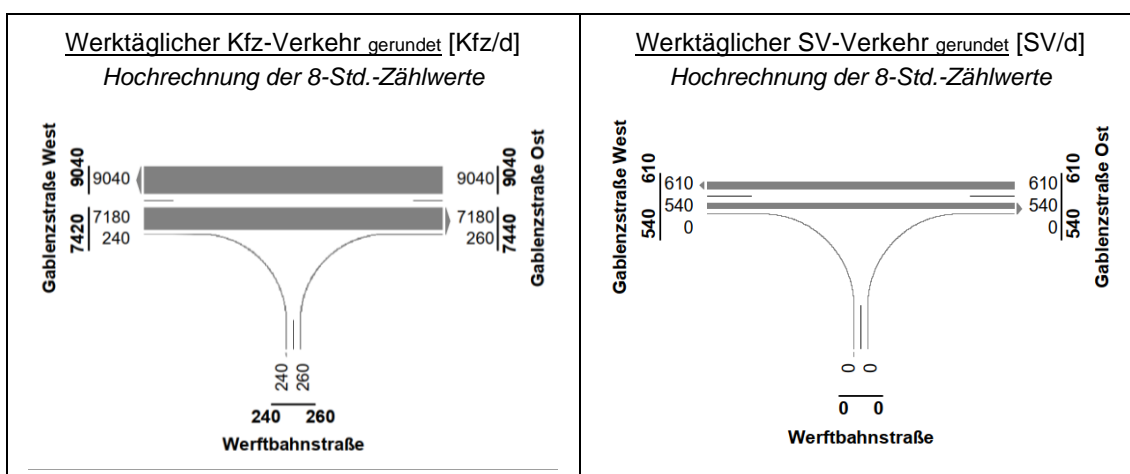 Werktäglicher Kfz-Verkehr gerundet [Kfz/d]
Hochrechnung der 8-Std.-Zählwerte
Gablenzstraße West
9040
7420
9040
7180
240
9040
7180
260
9040
7440
Gablenzstraße Ost
240
260
240 260
Werftbahnstraße
Werktäglicher SV-Verkehr gerundet [SV/d]
Hochrechnung der 8-Std.-Zählwerte
Gablenzstraße West
610
540
610
540
0
610
540
0
610
540
Gablenzstraße Ost
0
0
0 0
Werftbahnstraße